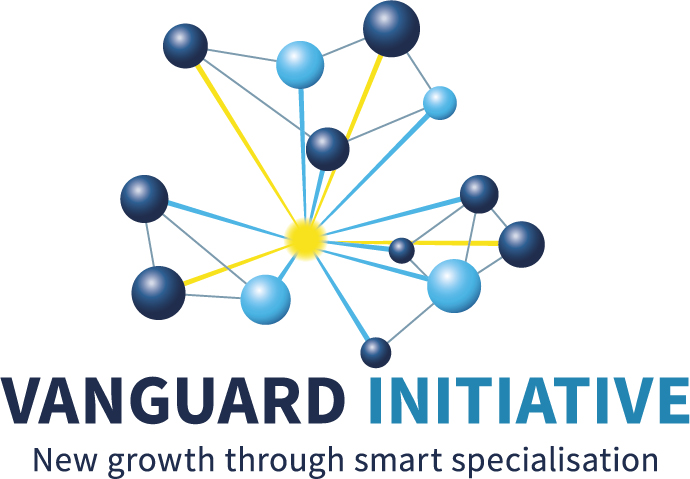 VANGUARD INITIATIVE
New growth through smart specialisation